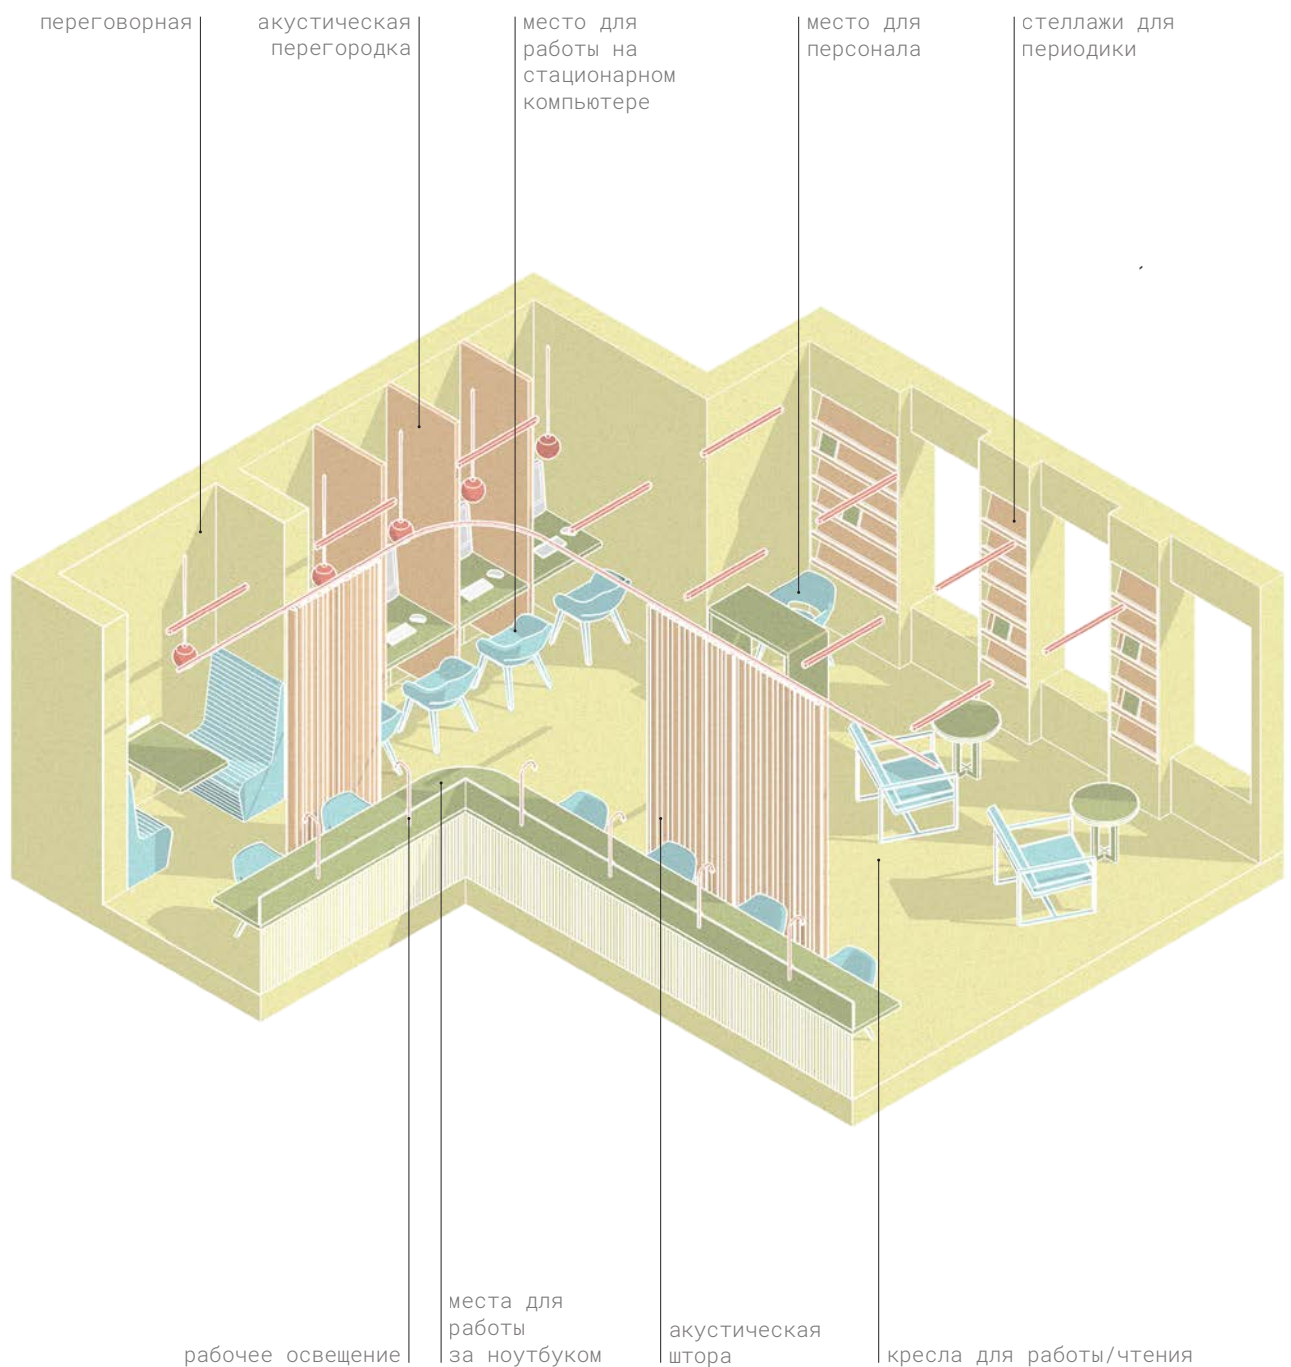 переговорная
акустическая
перегородка
место для
работы на
стационарном
компьютере
место для
персонала
стеллажи для
периодики
рабочее освещение
места для
работы
за ноутбуком
акустическая
штора
кресла для работы/чтения